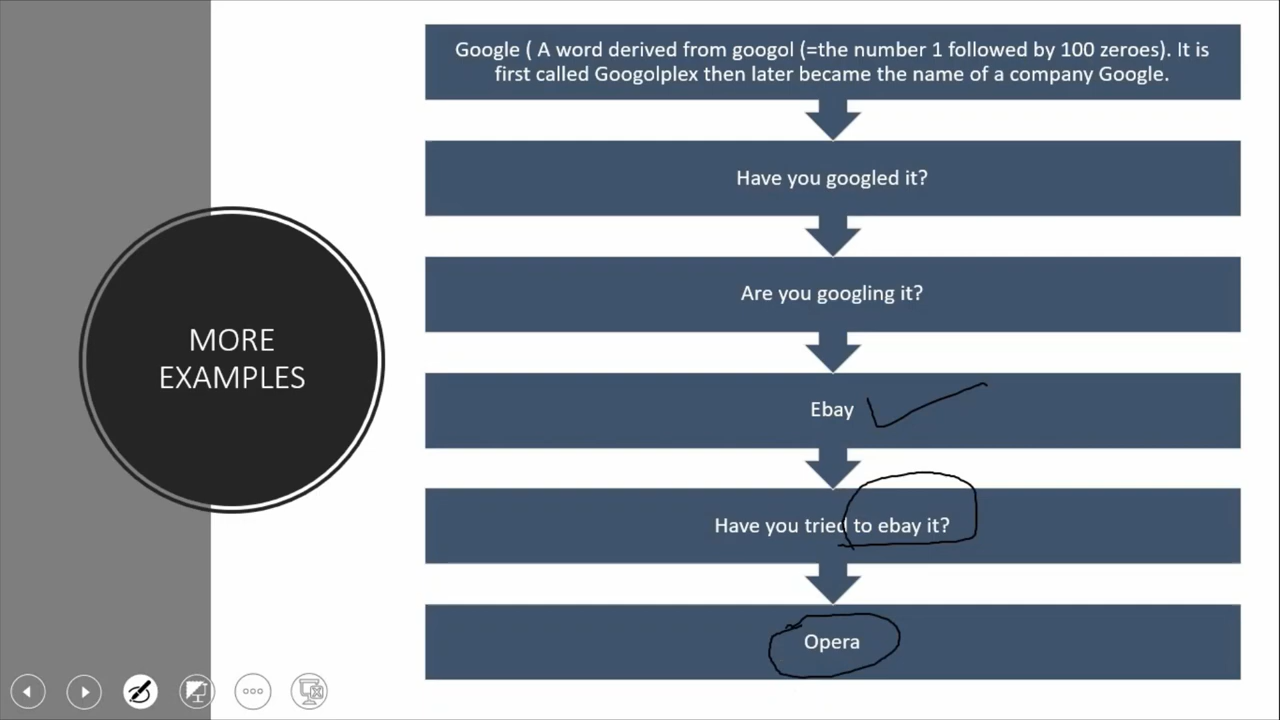 Google ( A word derived from googol (=the number 1 followed by 100 zeroes). It is
first called Googolplex then later became the name of a company Google.
Have you googled it?
Are you googling it?
MORE
EXAMPLES
Ebay
Have you tried to ebay it?
Opera